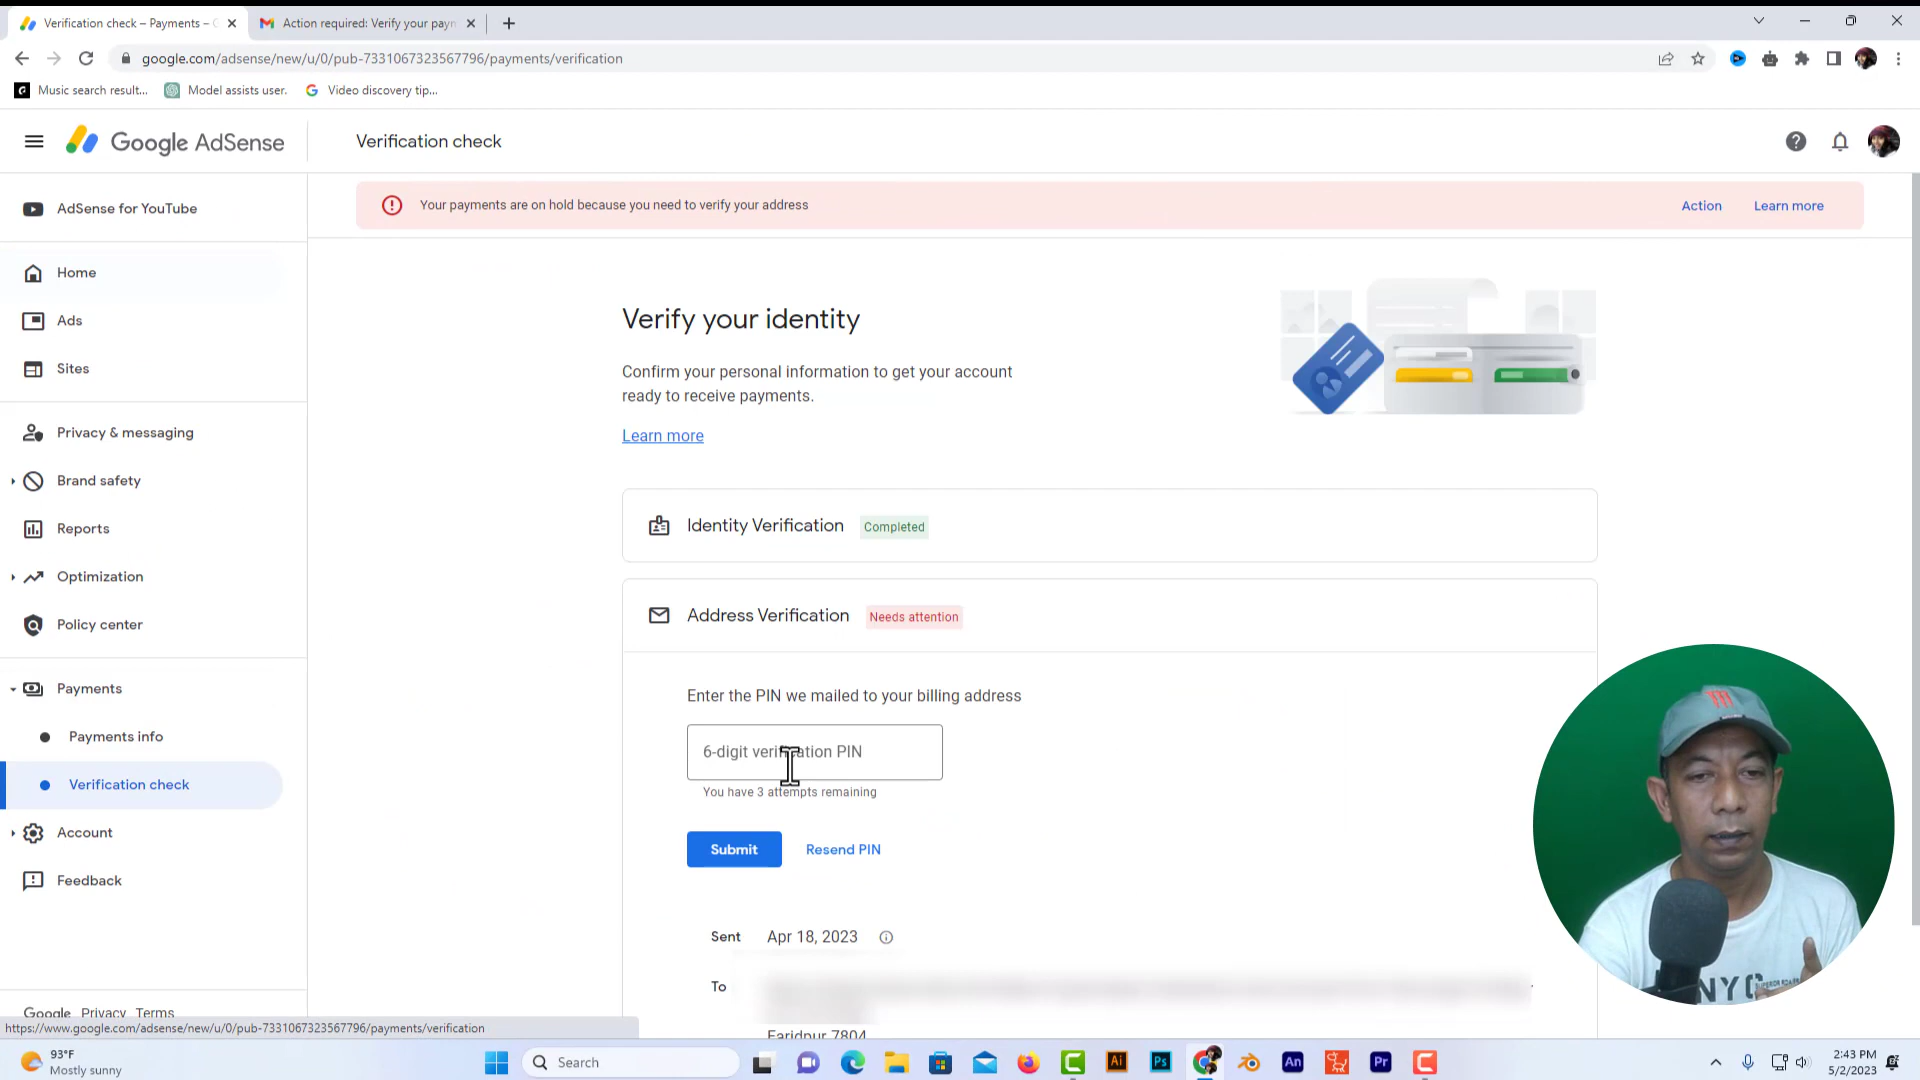 Verification check – Payments – G
Action required: Verify your payn
google.com/adsense/new/u/0/pub-7331067323567796/payments/verification
Music search result...
Model assists user.
Video discovery tip...
Google AdSense
Verification check
AdSense for YouTube
Your payments are on hold because you need to verify your address
Action
Learn more
Home
Ads
Sites
Privacy & messaging
Brand safety
Reports
Optimization
Policy center
Payments
Payments info
Verification check
Account
Feedback
Google Privacy Terms
https://www.google.com/adsense/new/u/0/pub-7331067323567796/payments/verification
Verify your identity
Confirm your personal information to get your account
ready to receive payments.
Learn more
Identity Verification Completed
Address Verification Needs attention
Enter the PIN we mailed to your billing address
6-digit verification PIN
You have 3 attempts remaining
Submit
Resend PIN
Sent Apr 18, 2023
To
Faridpur 7804
NYC
93°F
Mostly sunny
Search
Ai
Ps
An
Pr
2:43 PM
5/2/2023